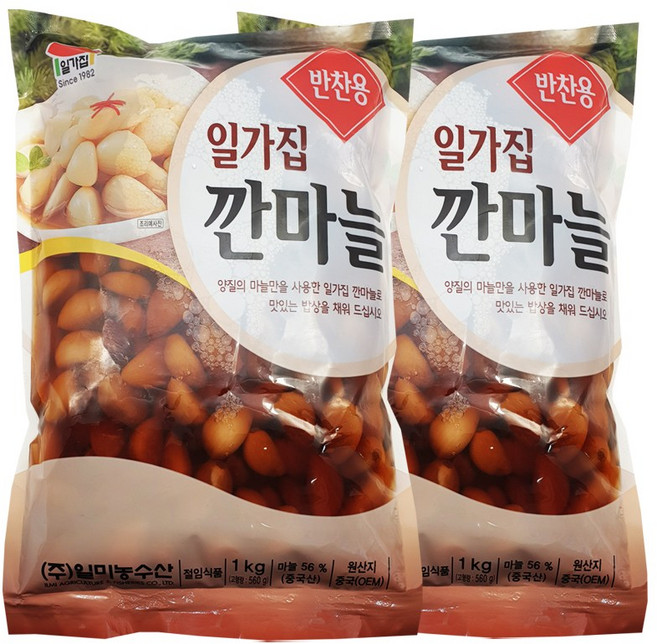 일가집
Since 1982
반찬용
일가집
깐마늘
조리예사진
양질의 마늘만을 사용한 일가집 깐마늘로
맛있는 밥상을 채워 드십시오
(주)일미농수산
절임식품
1 kg
(고형량 : 560 g)
마늘 56 %
(중국산)
원산지
중국(OEM)
반찬용
일가집
깐마늘
양질의 마늘만을 사용한 일가집 깐마늘로
맛있는 밥상을 채워 드십시오
임식품
1 kg
(고형량 : 560 g)
마늘 56 %
(중국산)
원산지
중국(OEM)